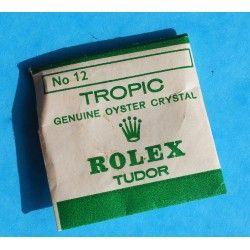 No 12
TROPIC
GENUINE OYSTER CRYSTAL
ROLEX
TUDOR